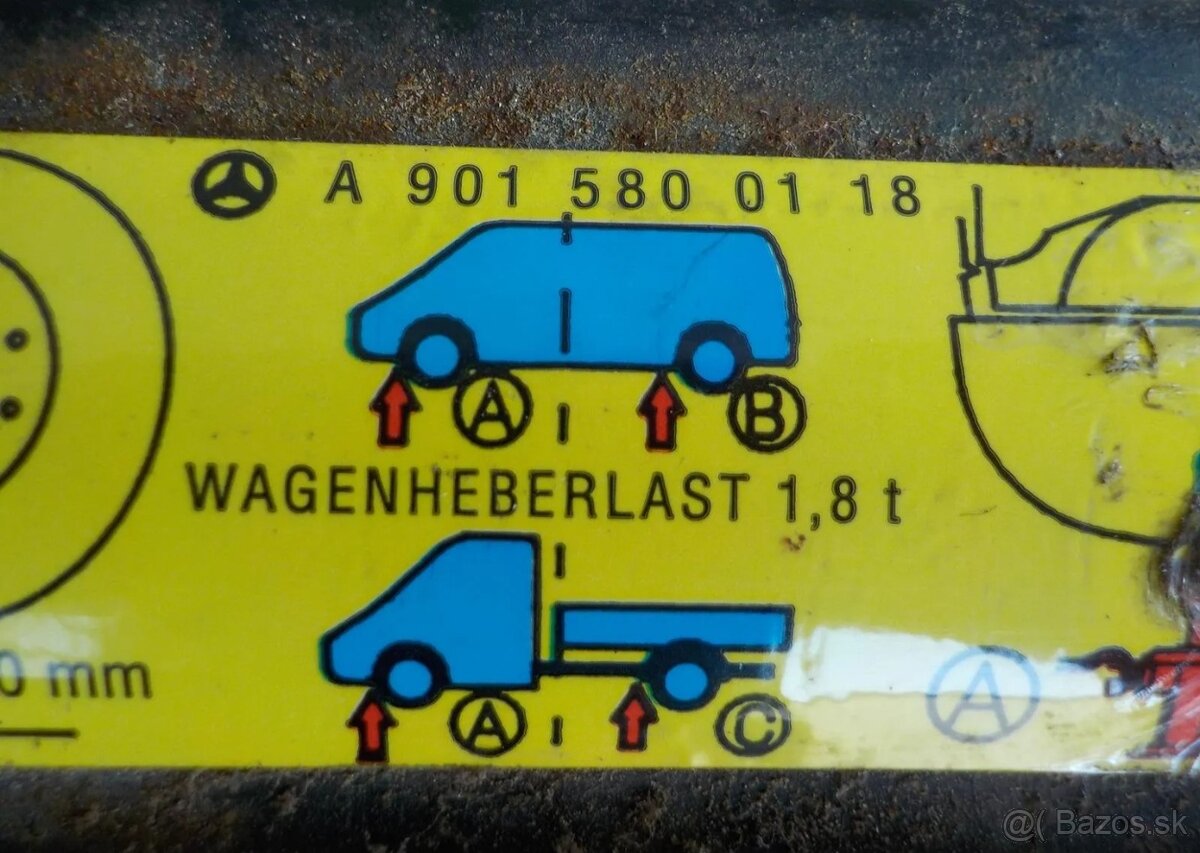 A 901 580 01 18
A B
WAGENHEBERLAST 1,8 t
0 mm
A C
A
@( Bazos.sk